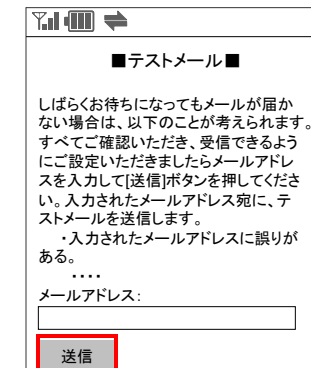 ■テストメール■
しばらくお待ちになってもメールが届か
ない場合は、以下のことが考えられます。
すべてご確認いただき、受信できるよう
にご設定いただきましたらメールアドレ
スを入力して[送信]ボタンを押してくださ
い。入力されたメールアドレス宛に、テ
ストメールを送信します。
・入力されたメールアドレスに誤りが
ある。
・・・・
メールアドレス:
送信